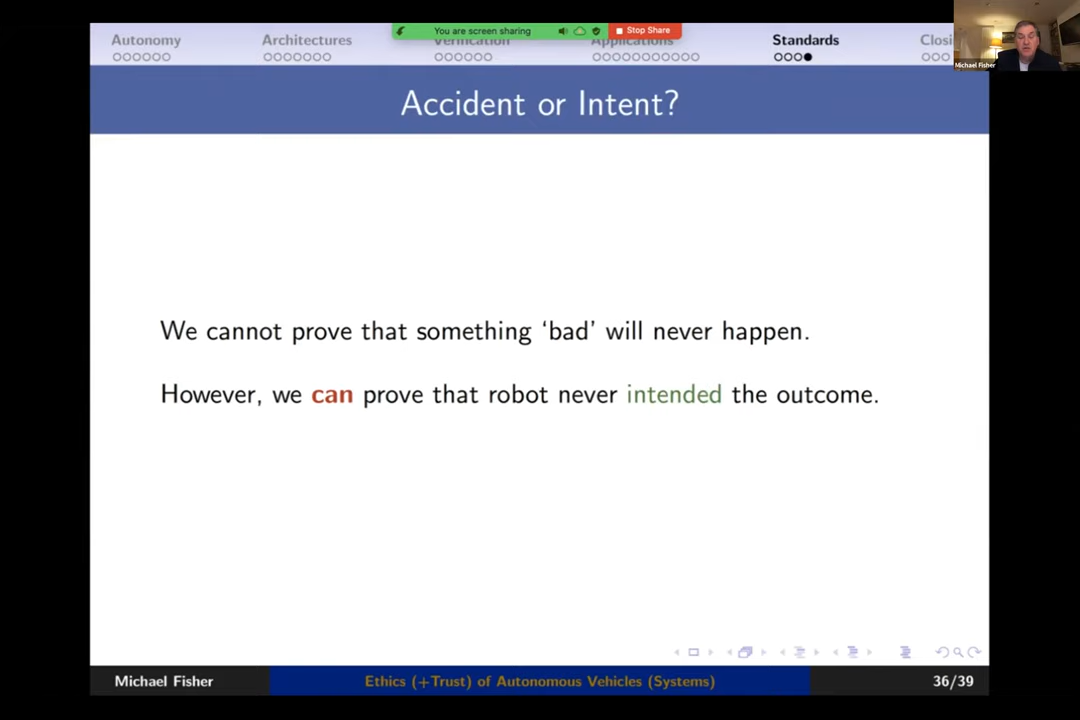 You are screen sharing Stop Share
Autonomy Architectures Verification Applications Standards Closi
Michael Fisher
Accident or Intent?
We cannot prove that something ‘bad’ will never happen.
However, we can prove that robot never intended the outcome.
Michael Fisher Ethics (+Trust) of Autonomous Vehicles (Systems) 36/39